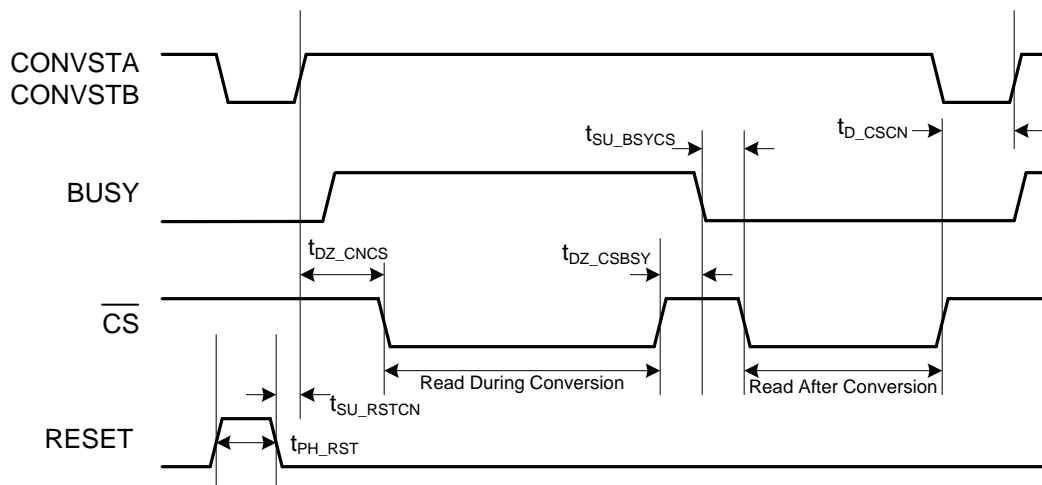 CONVSTA
CONVSTB
tSU_BSYCS
tD_CSCN
BUSY
tDZ_CNCS
tDZ_CSBSY
CS
Read During Conversion
Read After Conversion
tSU_RSTCN
RESET
tPH_RST